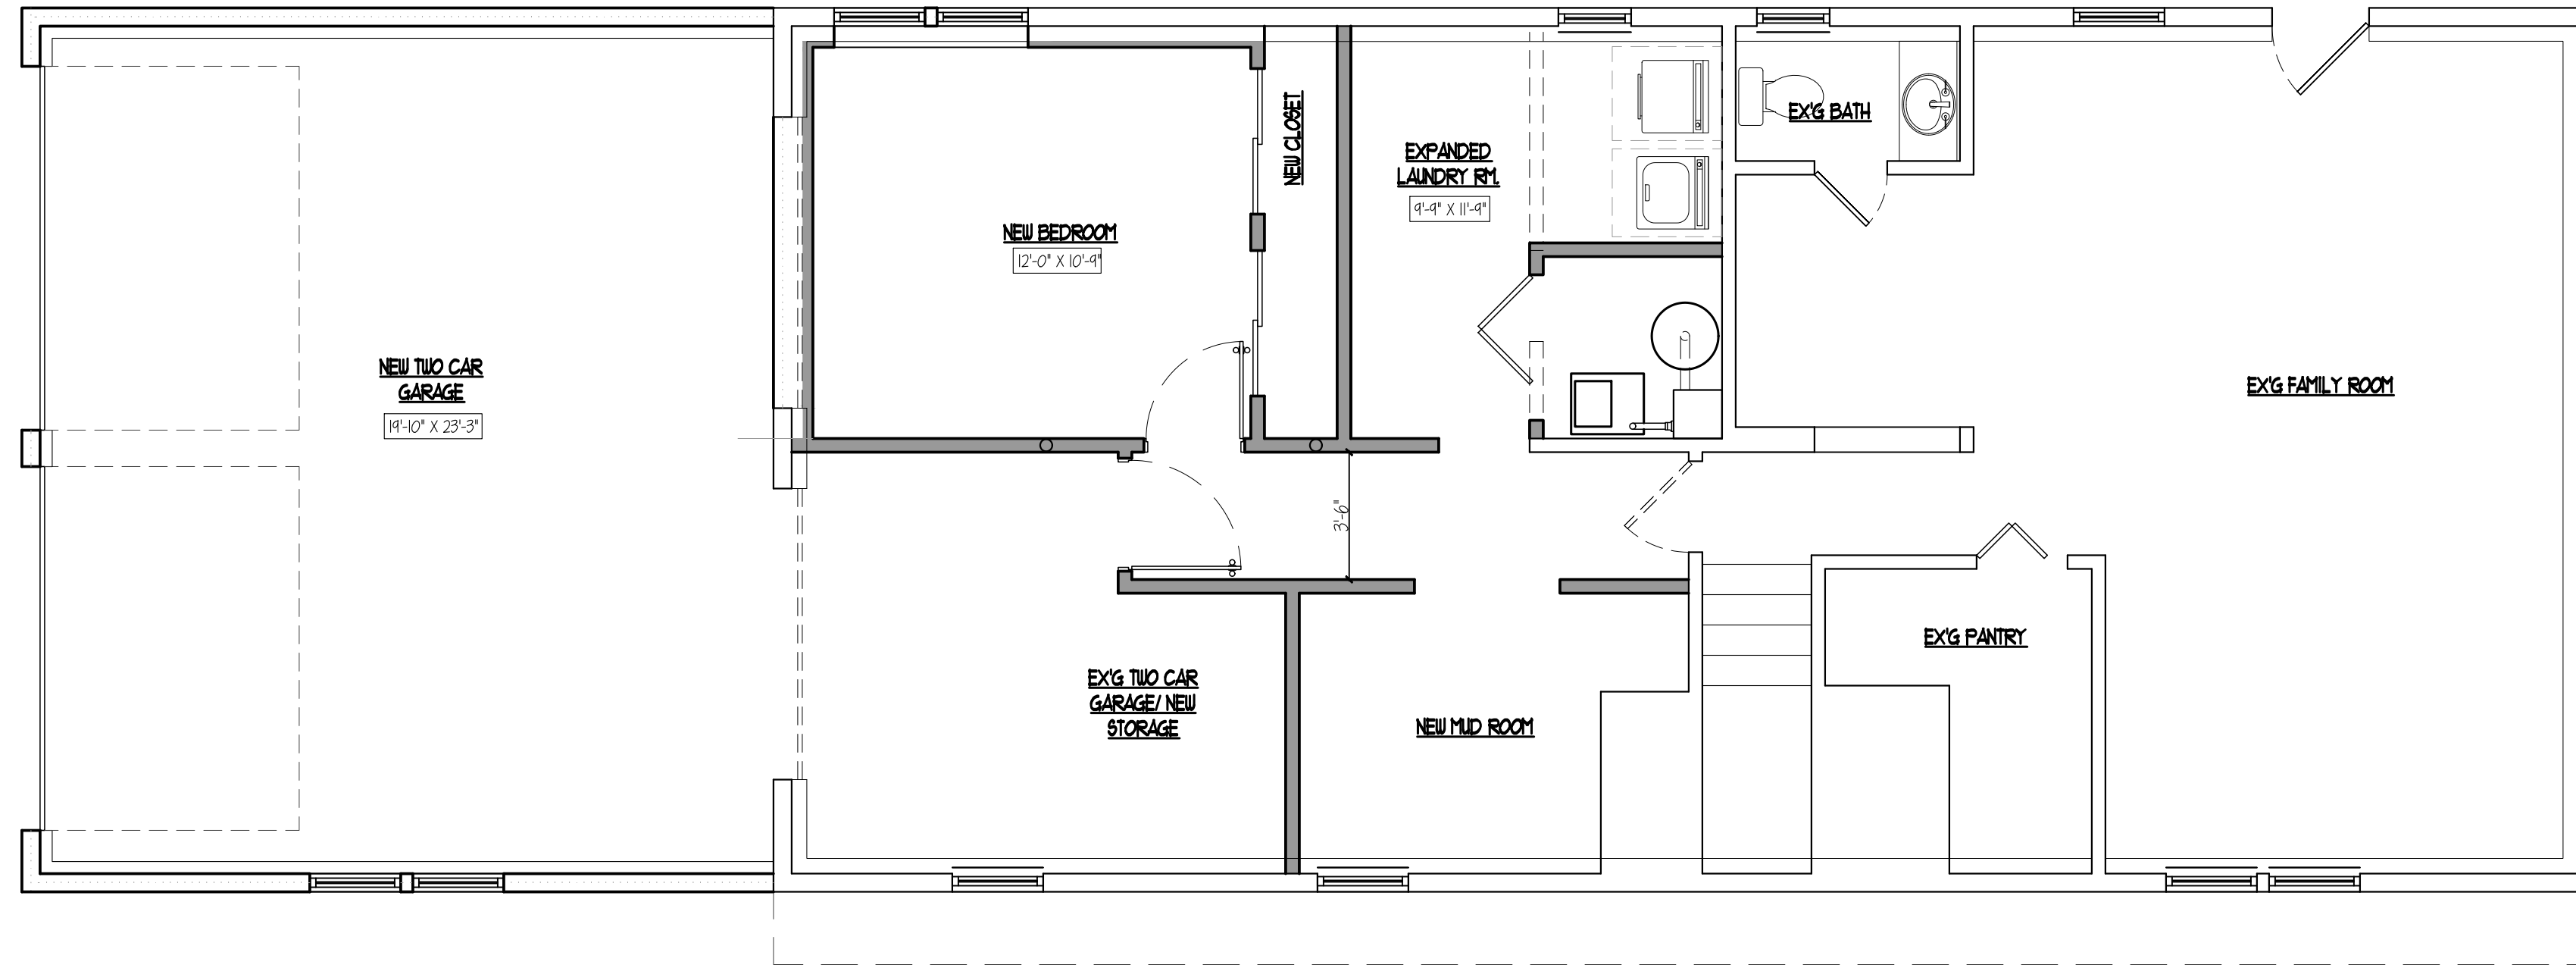 NEW TWO CAR
GARAGE
19'-10" X 23'-3"
NEW BEDROOM
12'-0" X 10'-9"
NEW CLOSET
EXPANDED
LAUNDRY RM.
9'-9" X 11'-9"
EX'G BATH
EX'G FAMILY ROOM
3'-6"
EX'G TWO CAR
GARAGE/ NEW
STORAGE
NEW MUD ROOM
EX'G PANTRY